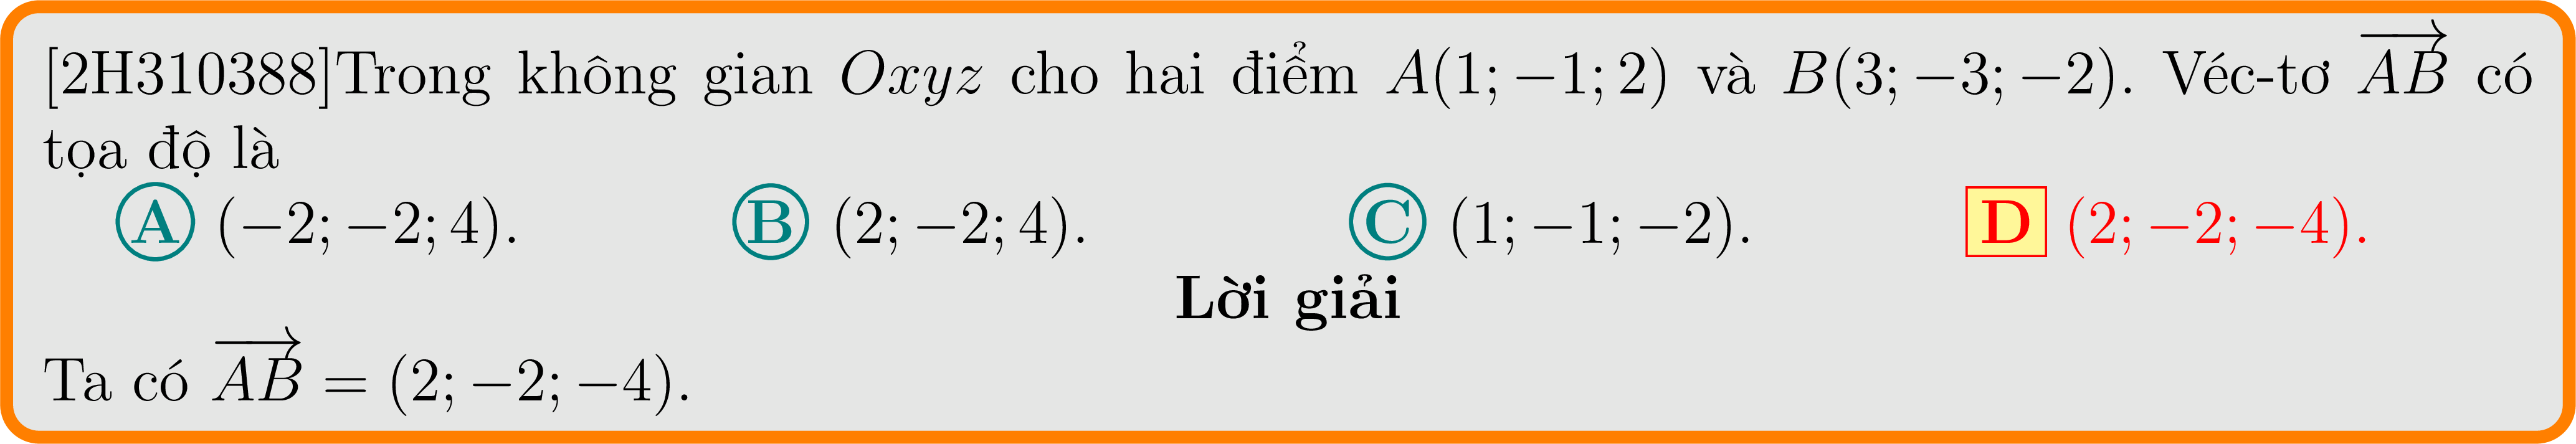 [2H310388]Trong không gian Oxyz cho hai điểm A(1; −1; 2) và B(3; −3; −2). Véc-tơ $\overrightarrow{AB}$ có
tọa độ là
A (−2; −2; 4). B (2; −2; 4). C (1; −1; −2). D (2; −2; −4).
Lời giải
Ta có $\overrightarrow{AB}$ = (2; −2; −4).